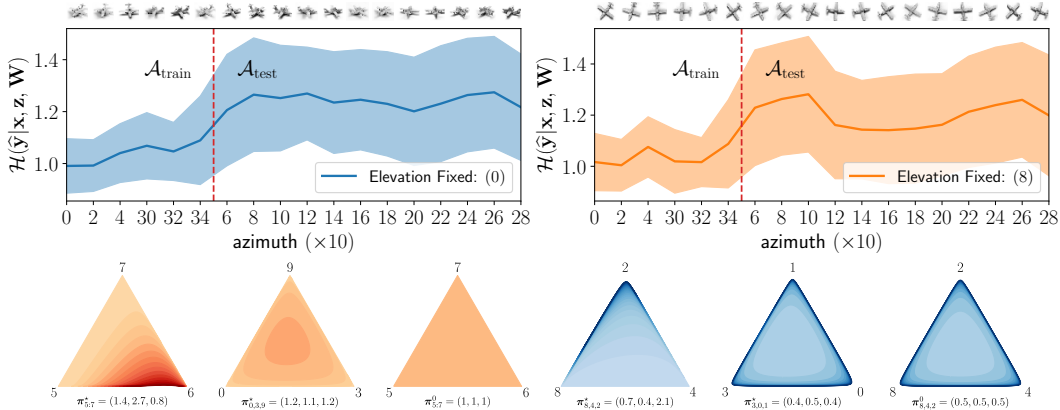 1.4
1.2
1.0
ℋ(ŷ|x, z, W)
𝒜train
𝒜test
Elevation Fixed: (0)
0 2 4 30 32 34 6 8 10 12 14 16 18 20 22 24 26 28
azimuth (×10)
1.4
1.2
1.0
ℋ(ŷ|x, z, W)
𝒜train
𝒜test
Elevation Fixed: (8)
0 2 4 30 32 34 6 8 10 12 14 16 18 20 22 24 26 28
azimuth (×10)
7
5 6
π*5:7 = (1.4, 2.7, 0.8)
9
0 3
π*0,3,9 = (1.2, 1.1, 1.2)
7
5 6
π⁰5:7 = (1, 1, 1)
2
8 4
π*8,4,2 = (0.7, 0.4, 2.1)
1
3 0
π*3,0,1 = (0.4, 0.5, 0.4)
2
8 4
π⁰8,4,2 = (0.5, 0.5, 0.5)